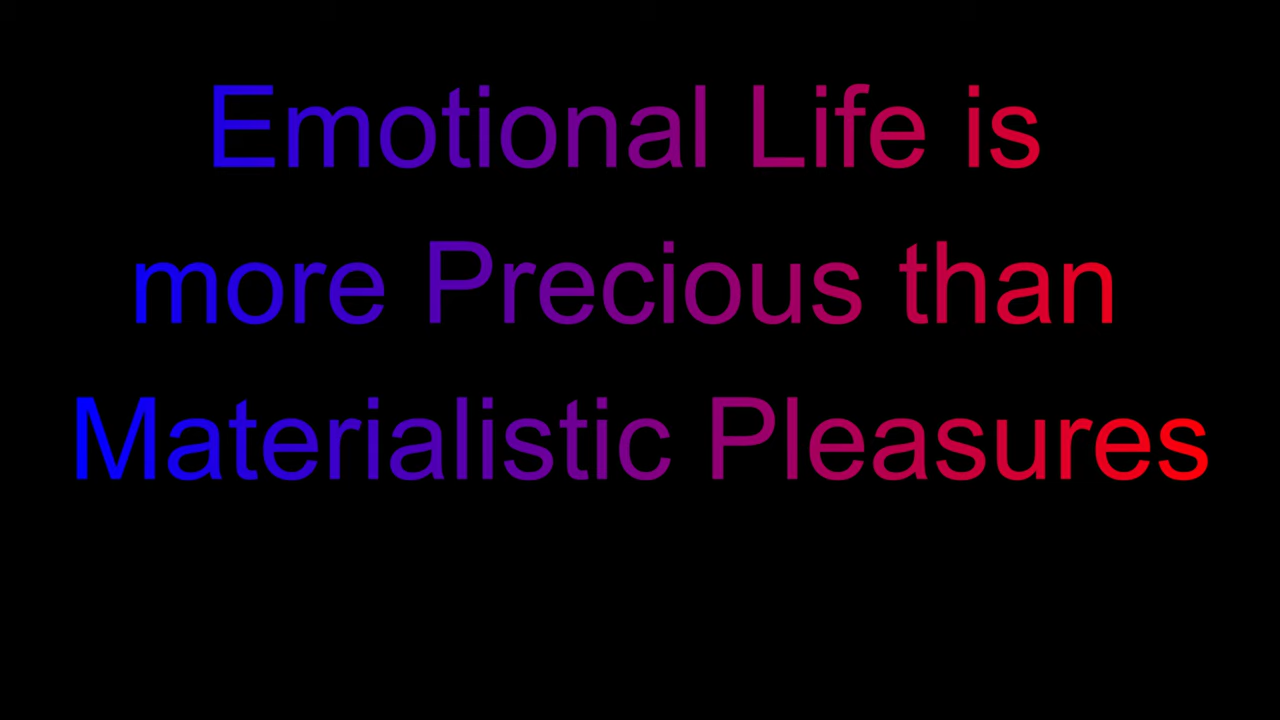 Emotional Life is
more Precious than
Materialistic Pleasures